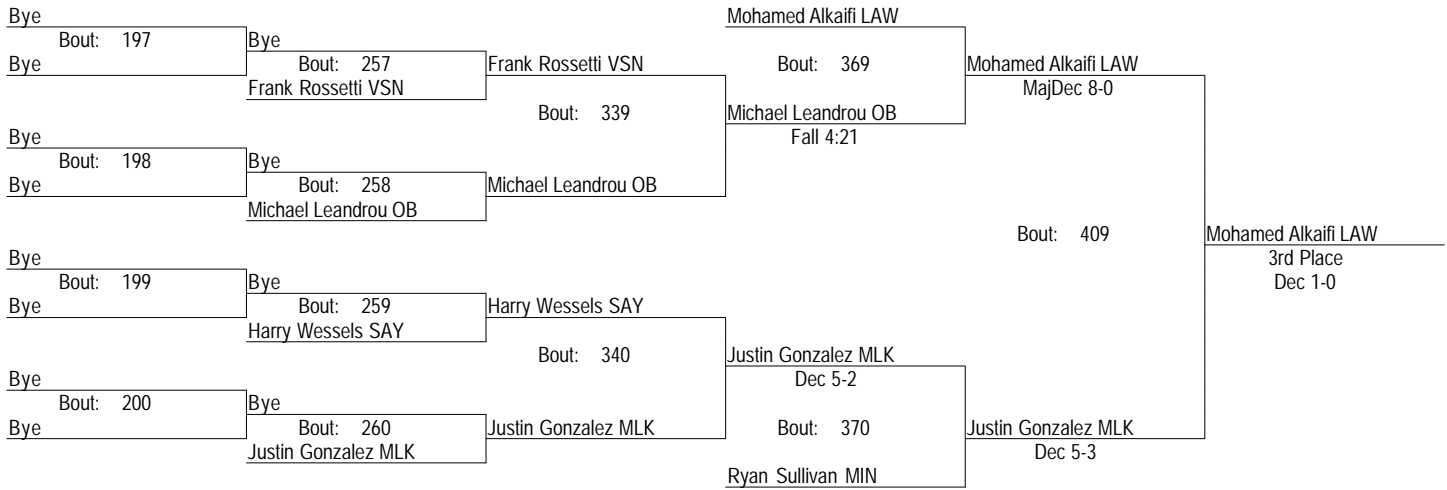 Bye
Mohamed Alkaifi LAW
Bout: 197
Bye
Bye
Bout: 257
Frank Rossetti VSN
Bout: 369
Mohamed Alkaifi LAW
Frank Rossetti VSN
MajDec 8-0
Bout: 339
Michael Leandrou OB
Bye
Fall 4:21
Bout: 198
Bye
Bye
Bout: 258
Michael Leandrou OB
Michael Leandrou OB
Bout: 409
Mohamed Alkaifi LAW
Bye
3rd Place
Bout: 199
Bye
Dec 1-0
Bye
Bout: 259
Harry Wessels SAY
Harry Wessels SAY
Bout: 340
Justin Gonzalez MLK
Bye
Dec 5-2
Bout: 200
Bye
Bye
Bout: 260
Justin Gonzalez MLK
Bout: 370
Justin Gonzalez MLK
Justin Gonzalez MLK
Dec 5-3
Ryan Sullivan MIN